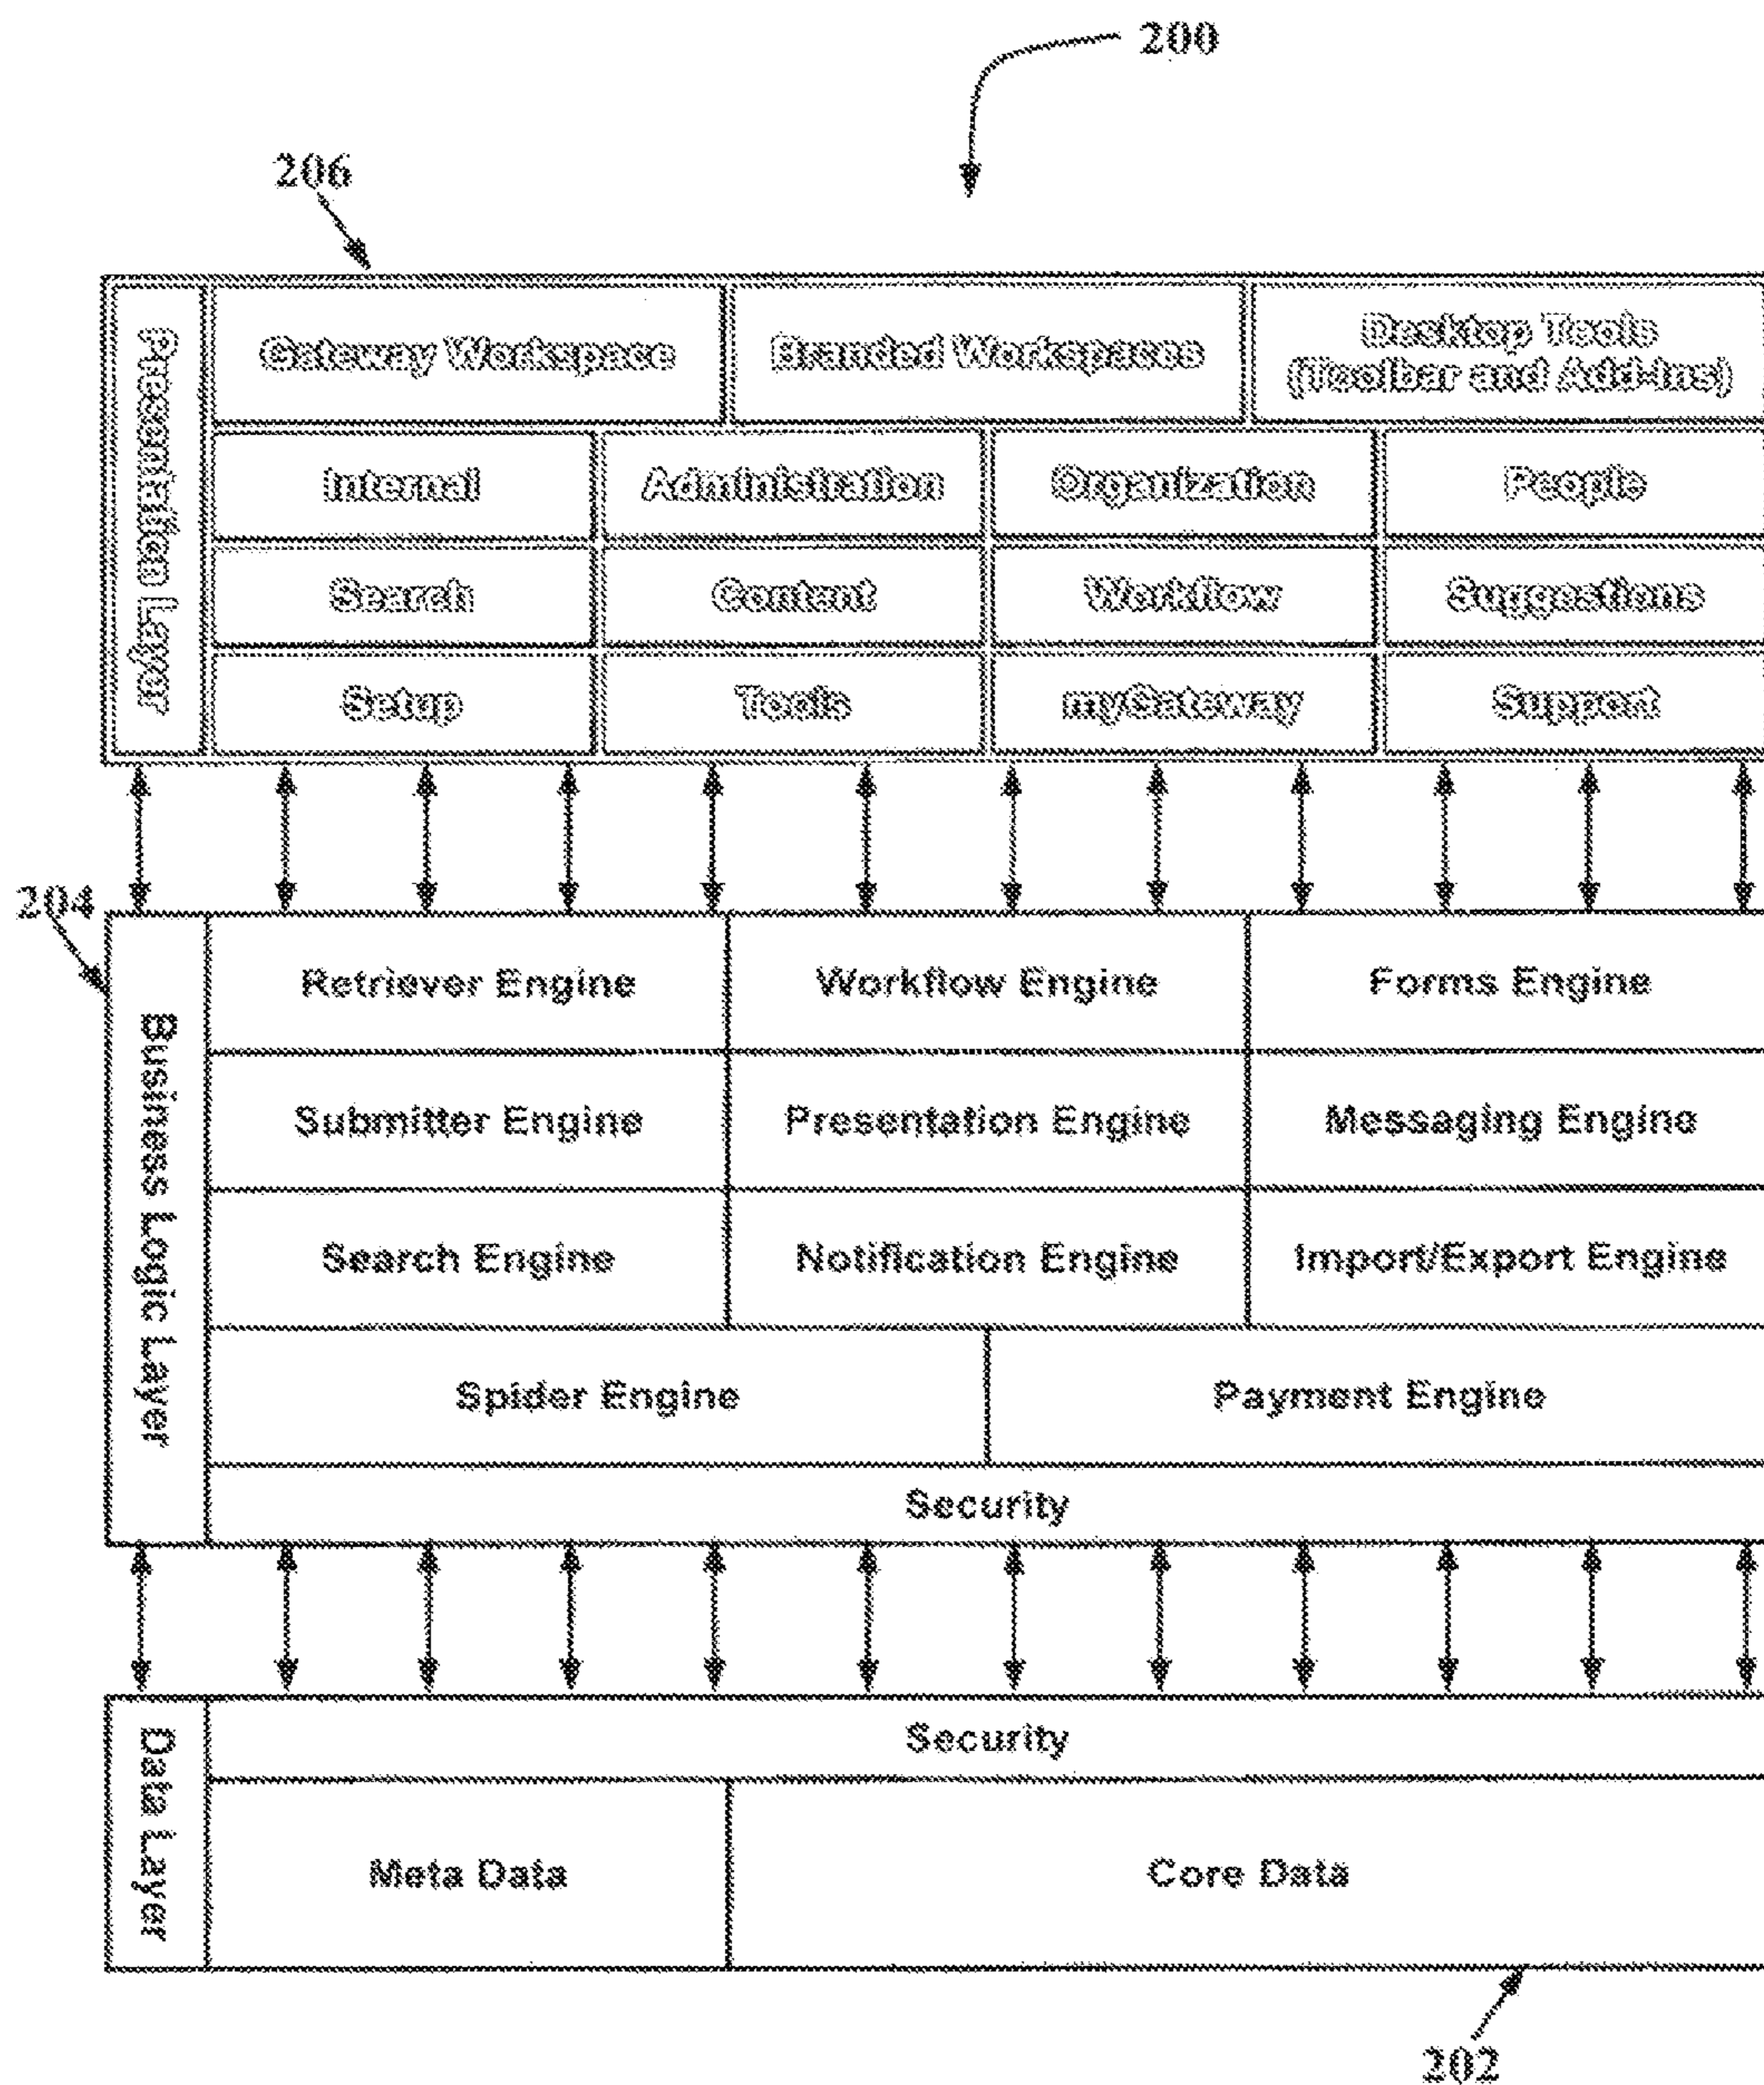 200
206
Presentation Layer
Gateway Workspace
Branded Workspaces
Desktop Tools
(Toolbar and Add-Ins)
Internal
Administration
Organization
People
Search
Content
Workflow
Suggestions
Setup
Tools
myGateway
Support
204
Business Logic Layer
Retriever Engine
Workflow Engine
Forms Engine
Submitter Engine
Presentation Engine
Messaging Engine
Search Engine
Notification Engine
Import/Export Engine
Spider Engine
Payment Engine
Security
Data Layer
Security
Meta Data
Core Data
202